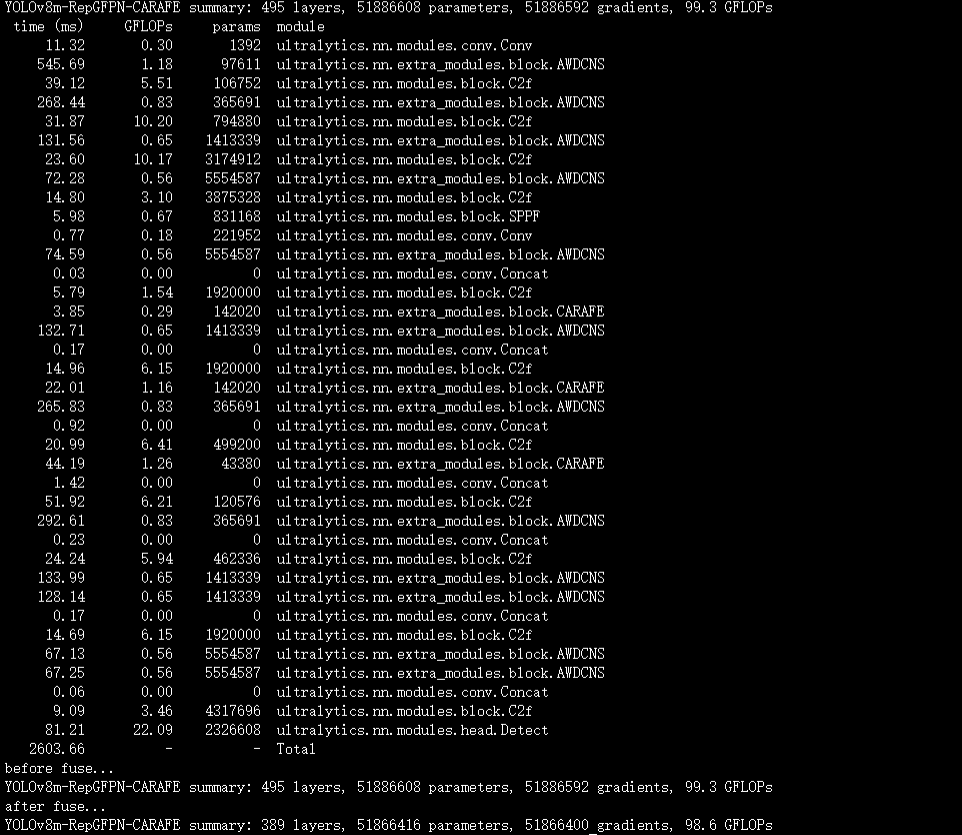 YOLOv8m-RepGFPN-CARAFE summary: 495 layers, 51886608 parameters, 51886592 gradients, 99.3 GFLOPs
time (ms) GFLOPs params module
11.32 0.30 1392 ultralytics.nn.modules.conv.Conv
545.69 1.18 97611 ultralytics.nn.extra_modules.block.AWDCNS
39.12 5.51 106752 ultralytics.nn.modules.block.C2f
268.44 0.83 365691 ultralytics.nn.extra_modules.block.AWDCNS
31.87 10.20 794880 ultralytics.nn.modules.block.C2f
131.56 0.65 1413339 ultralytics.nn.extra_modules.block.AWDCNS
23.60 10.17 3174912 ultralytics.nn.modules.block.C2f
72.28 0.56 5554587 ultralytics.nn.extra_modules.block.AWDCNS
14.80 3.10 3875328 ultralytics.nn.modules.block.C2f
5.98 0.67 831168 ultralytics.nn.modules.block.SPPF
0.77 0.18 221952 ultralytics.nn.modules.conv.Conv
74.59 0.56 5554587 ultralytics.nn.extra_modules.block.AWDCNS
0.03 0.00 0 ultralytics.nn.modules.conv.Concat
5.79 1.54 1920000 ultralytics.nn.modules.block.C2f
3.85 0.29 142020 ultralytics.nn.extra_modules.block.CARAFE
132.71 0.65 1413339 ultralytics.nn.extra_modules.block.AWDCNS
0.17 0.00 0 ultralytics.nn.modules.conv.Concat
14.96 6.15 1920000 ultralytics.nn.modules.block.C2f
22.01 1.16 142020 ultralytics.nn.extra_modules.block.CARAFE
265.83 0.83 365691 ultralytics.nn.extra_modules.block.AWDCNS
0.92 0.00 0 ultralytics.nn.modules.conv.Concat
20.99 6.41 499200 ultralytics.nn.modules.block.C2f
44.19 1.26 43380 ultralytics.nn.extra_modules.block.CARAFE
1.42 0.00 0 ultralytics.nn.modules.conv.Concat
51.92 6.21 120576 ultralytics.nn.modules.block.C2f
292.61 0.83 365691 ultralytics.nn.extra_modules.block.AWDCNS
0.23 0.00 0 ultralytics.nn.modules.conv.Concat
24.24 5.94 462336 ultralytics.nn.modules.block.C2f
133.99 0.65 1413339 ultralytics.nn.extra_modules.block.AWDCNS
128.14 0.65 1413339 ultralytics.nn.extra_modules.block.AWDCNS
0.17 0.00 0 ultralytics.nn.modules.conv.Concat
14.69 6.15 1920000 ultralytics.nn.modules.block.C2f
67.13 0.56 5554587 ultralytics.nn.extra_modules.block.AWDCNS
67.25 0.56 5554587 ultralytics.nn.extra_modules.block.AWDCNS
0.06 0.00 0 ultralytics.nn.modules.conv.Concat
9.09 3.46 4317696 ultralytics.nn.modules.block.C2f
81.21 22.09 2326608 ultralytics.nn.modules.head.Detect
2603.66 - - Total
before fuse...
YOLOv8m-RepGFPN-CARAFE summary: 495 layers, 51886608 parameters, 51886592 gradients, 99.3 GFLOPs
after fuse...
YOLOv8m-RepGFPN-CARAFE summary: 389 layers, 51866416 parameters, 51866400 gradients, 98.6 GFLOPs